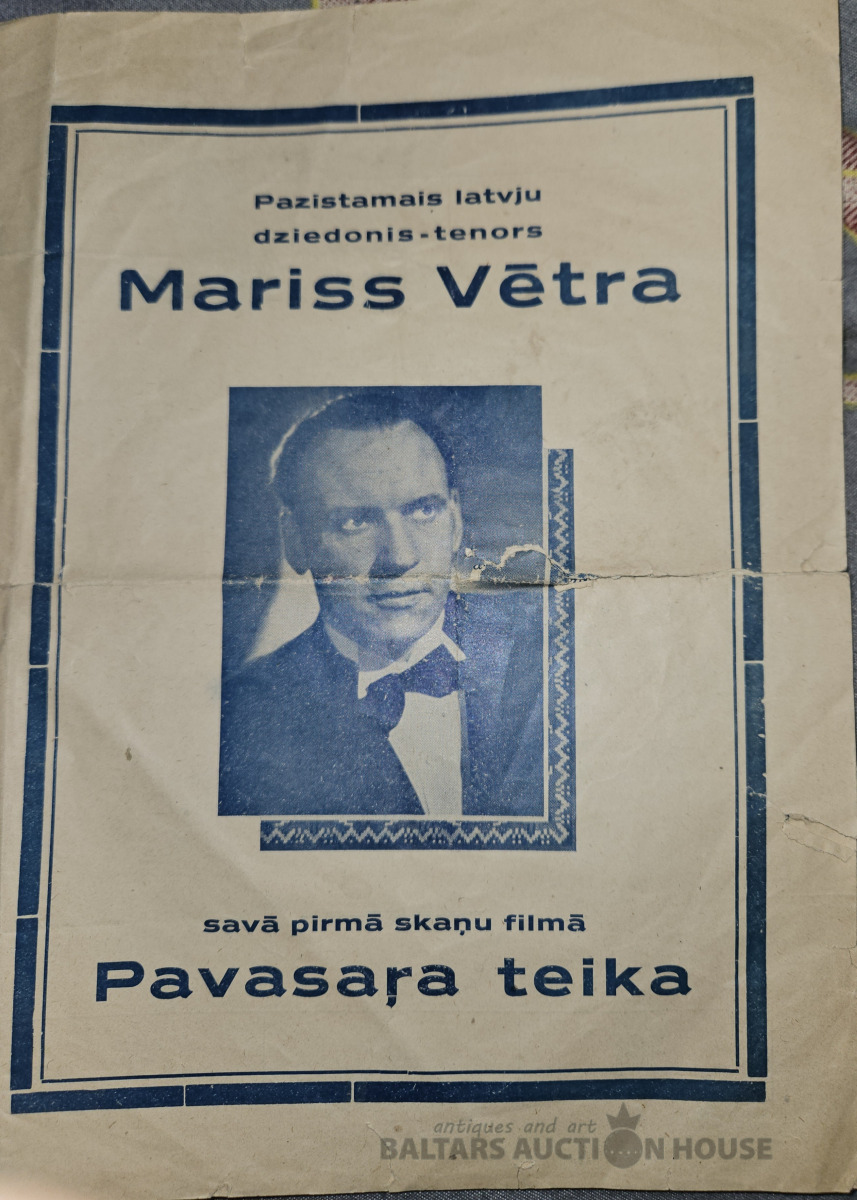 Pazistamais latvju
dziedonis-tenors
Mariss Vētra
savā pirmā skaņu filmā
Pavasaŗa teika
antiques and art
BALTARS AUCTION HOUSE